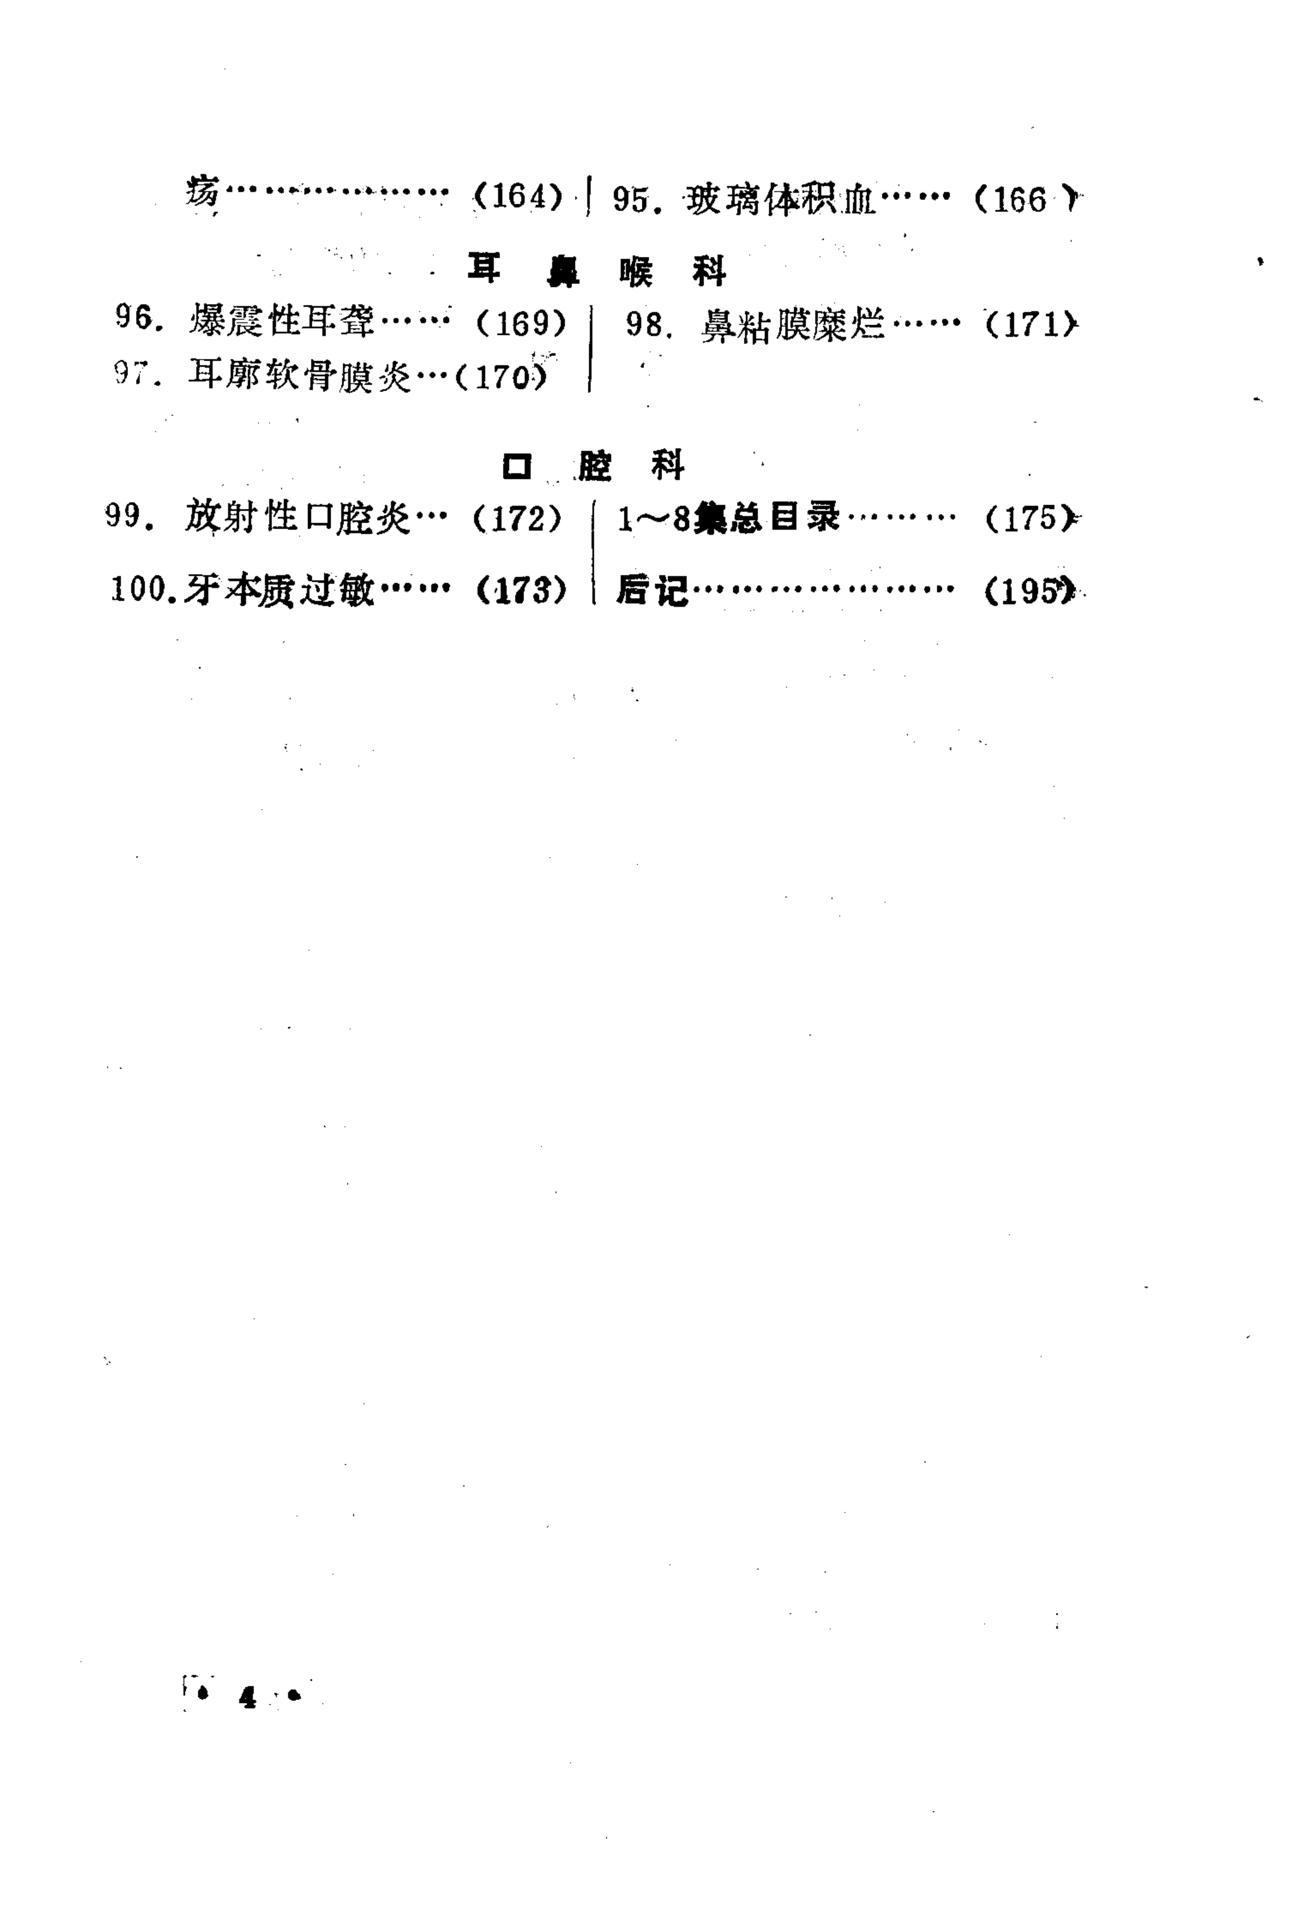 疡……………… (164)
95. 玻璃体积血…… (166)
耳鼻喉科
96. 爆震性耳聋…… (169)
97. 耳廓软骨膜炎…(170)
98. 鼻粘膜糜烂…… (171)
口腔科
99. 放射性口腔炎… (172)
100.牙本质过敏…… (173)
1～8集总目录……… (175)
后记………………… (195)
• 4 •